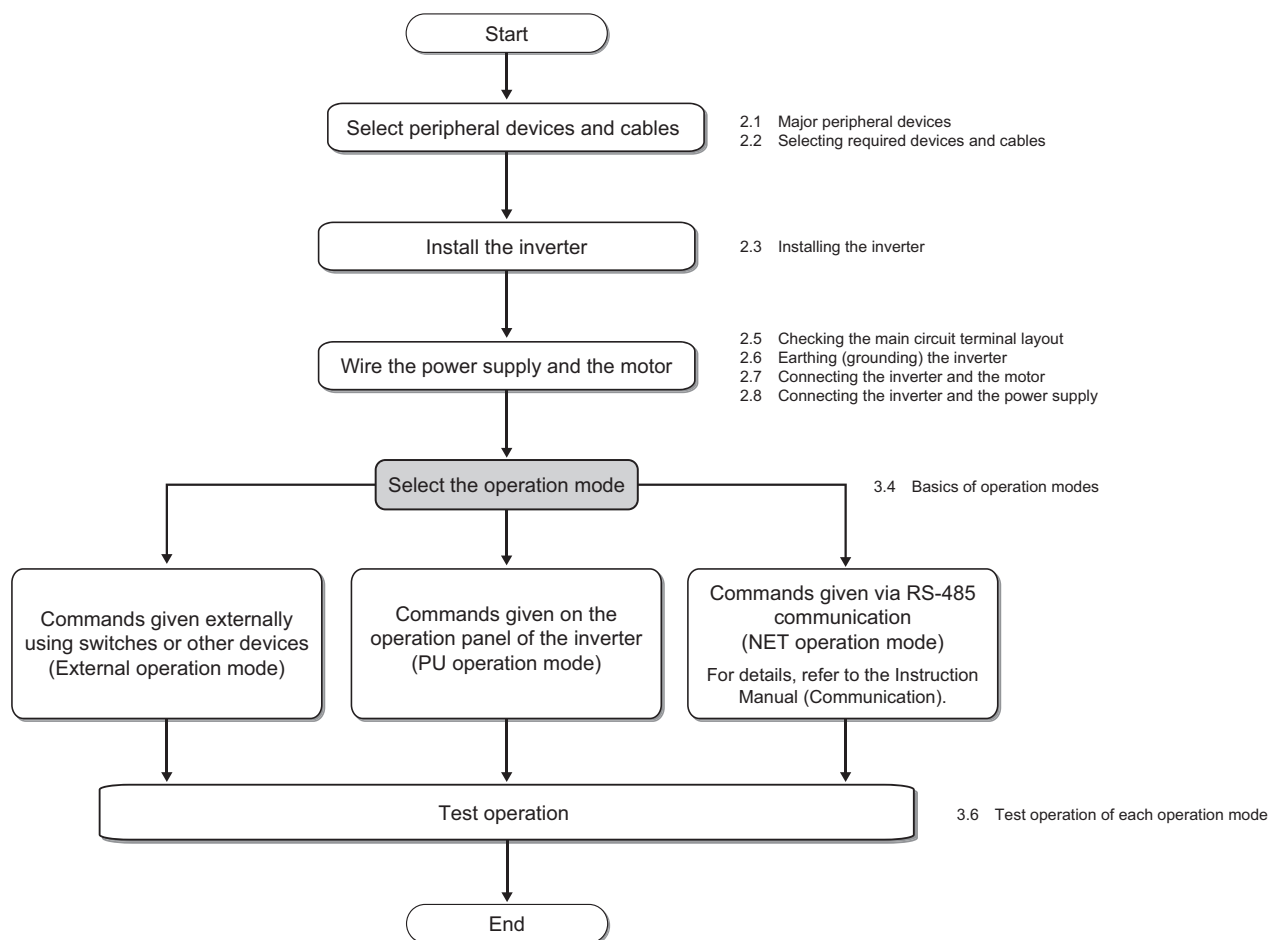 Start
Select peripheral devices and cables
2.1 Major peripheral devices
2.2 Selecting required devices and cables
Install the inverter
2.3 Installing the inverter
Wire the power supply and the motor
2.5 Checking the main circuit terminal layout
2.6 Earthing (grounding) the inverter
2.7 Connecting the inverter and the motor
2.8 Connecting the inverter and the power supply
Select the operation mode
3.4 Basics of operation modes
Commands given externally
using switches or other devices
(External operation mode)
Commands given on the
operation panel of the inverter
(PU operation mode)
Commands given via RS-485
communication
(NET operation mode)
For details, refer to the Instruction
Manual (Communication).
Test operation
3.6 Test operation of each operation mode
End